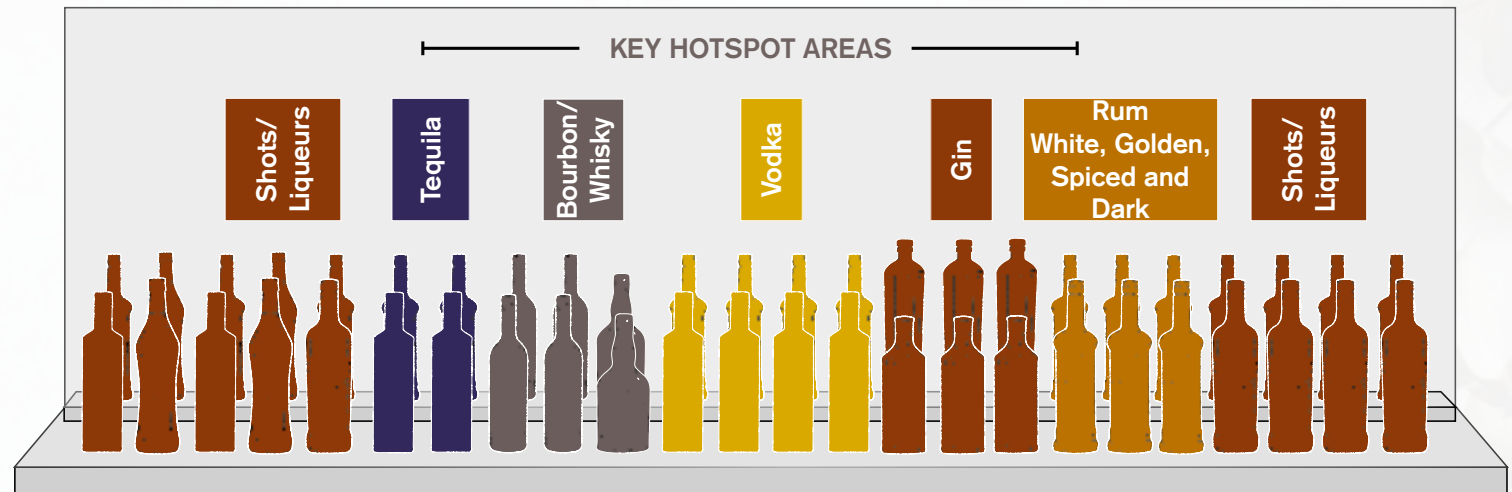 KEY HOTSPOT AREAS
Shots/
Liqueurs
Tequila
Bourbon/
Whisky
Vodka
Gin
Rum
White, Golden,
Spiced and
Dark
Shots/
Liqueurs